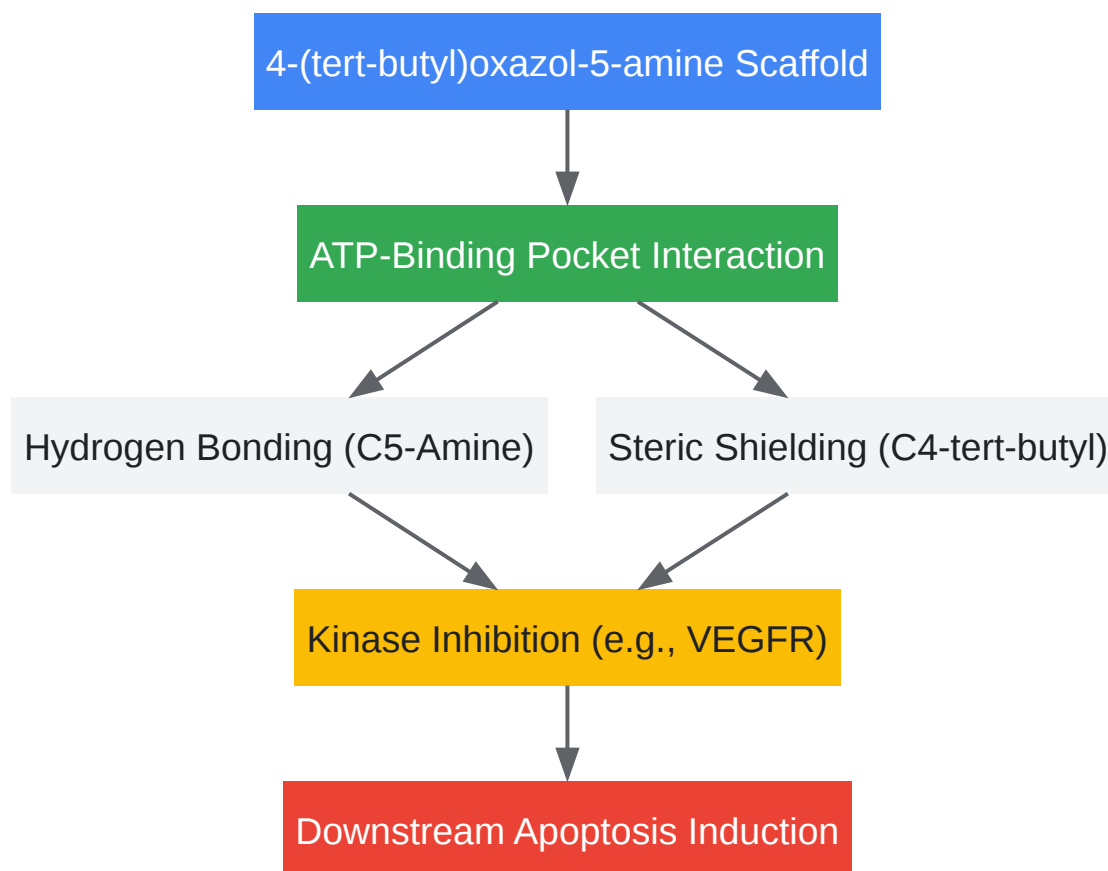 4-(tert-butyl)oxazol-5-amine Scaffold
ATP-Binding Pocket Interaction
Hydrogen Bonding (C5-Amine)
Steric Shielding (C4-tert-butyl)
Kinase Inhibition (e.g., VEGFR)
Downstream Apoptosis Induction